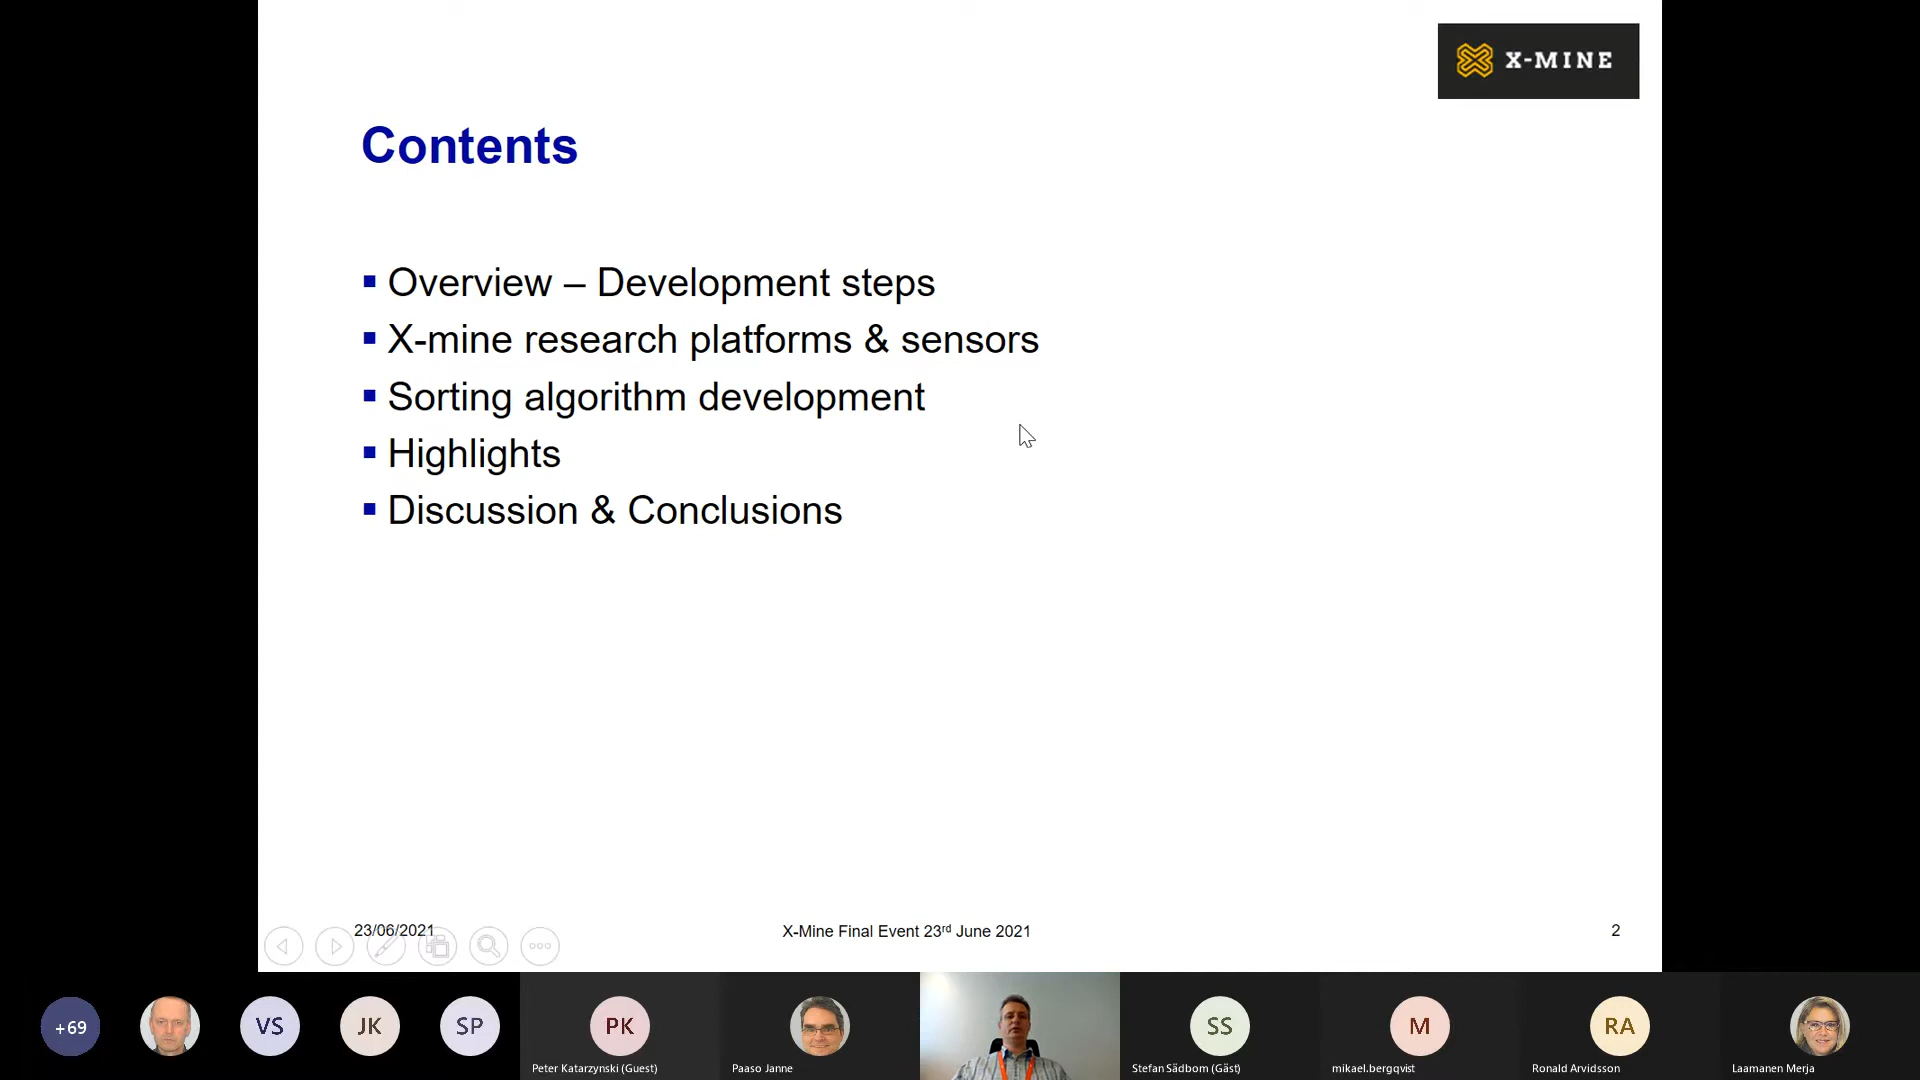 X-MINE
Contents
Overview – Development steps
X-mine research platforms & sensors
Sorting algorithm development
Highlights
Discussion & Conclusions
23/06/2021
X-Mine Final Event 23rd June 2021
2
+69
VS
JK
SP
PK
SS
M
RA
Peter Katarzynski (Guest)
Paaso Janne
Stefan Sädbom (Gäst)
mikael.bergqvist
Ronald Arvidsson
Laamanen Merja